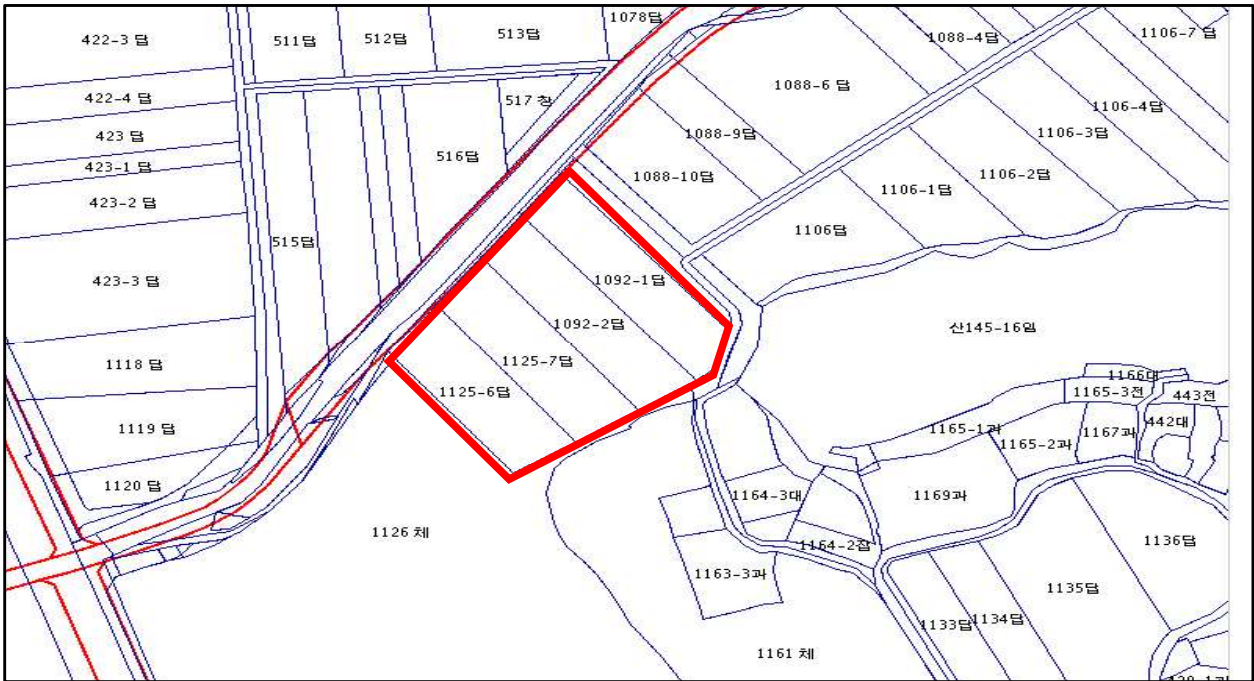 1078답
422-3 답
511답
512답
513답
1088-4답
1106-7 답
422-4 답
517 창
1088-6 답
1106-4답
423 답
1088-9답
1106-3답
423-1 답
516답
1088-10답
1106-1답
1106-2답
423-2 답
515답
1106답
423-3 답
1092-1답
1092-2답
산145-16임
1118 답
1125-7답
1166대
1125-6답
1165-3전
443전
1119 답
1165-1과
1165-2과
1167과
442대
1120 답
1164-3대
1169과
1126 체
1164-2잡
1136답
1163-3과
1135답
1133답
1134답
1161 체